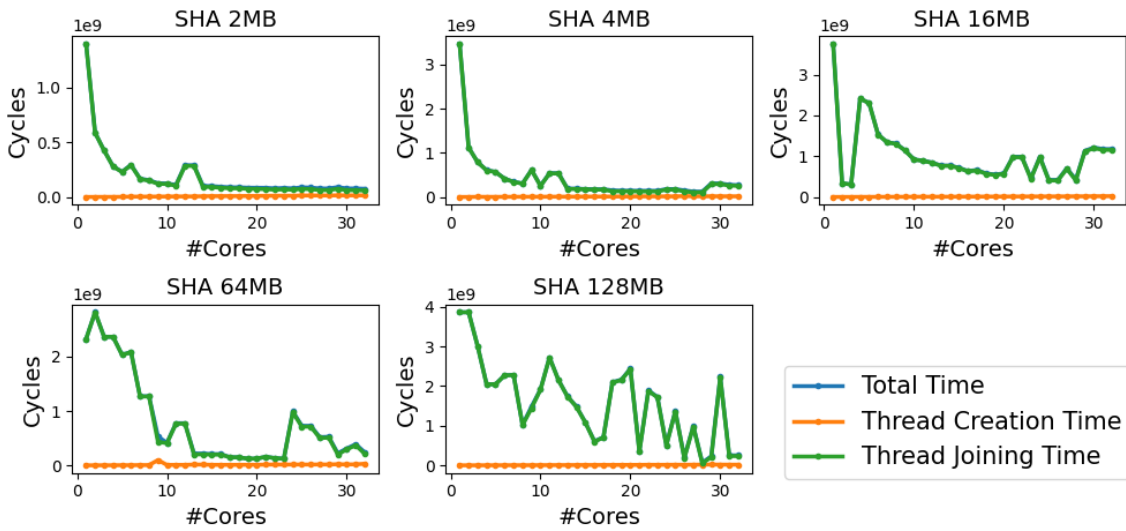 SHA 2MB
1e9
Cycles
1.0
0.5
0.0
0 10 20 30
#Cores
SHA 4MB
1e9
Cycles
3
2
1
0
0 10 20 30
#Cores
SHA 16MB
1e9
Cycles
3
2
1
0
0 10 20 30
#Cores
SHA 64MB
1e9
Cycles
2
1
0
0 10 20 30
#Cores
SHA 128MB
1e9
Cycles
4
3
2
1
0
0 10 20 30
#Cores
Total Time
Thread Creation Time
Thread Joining Time